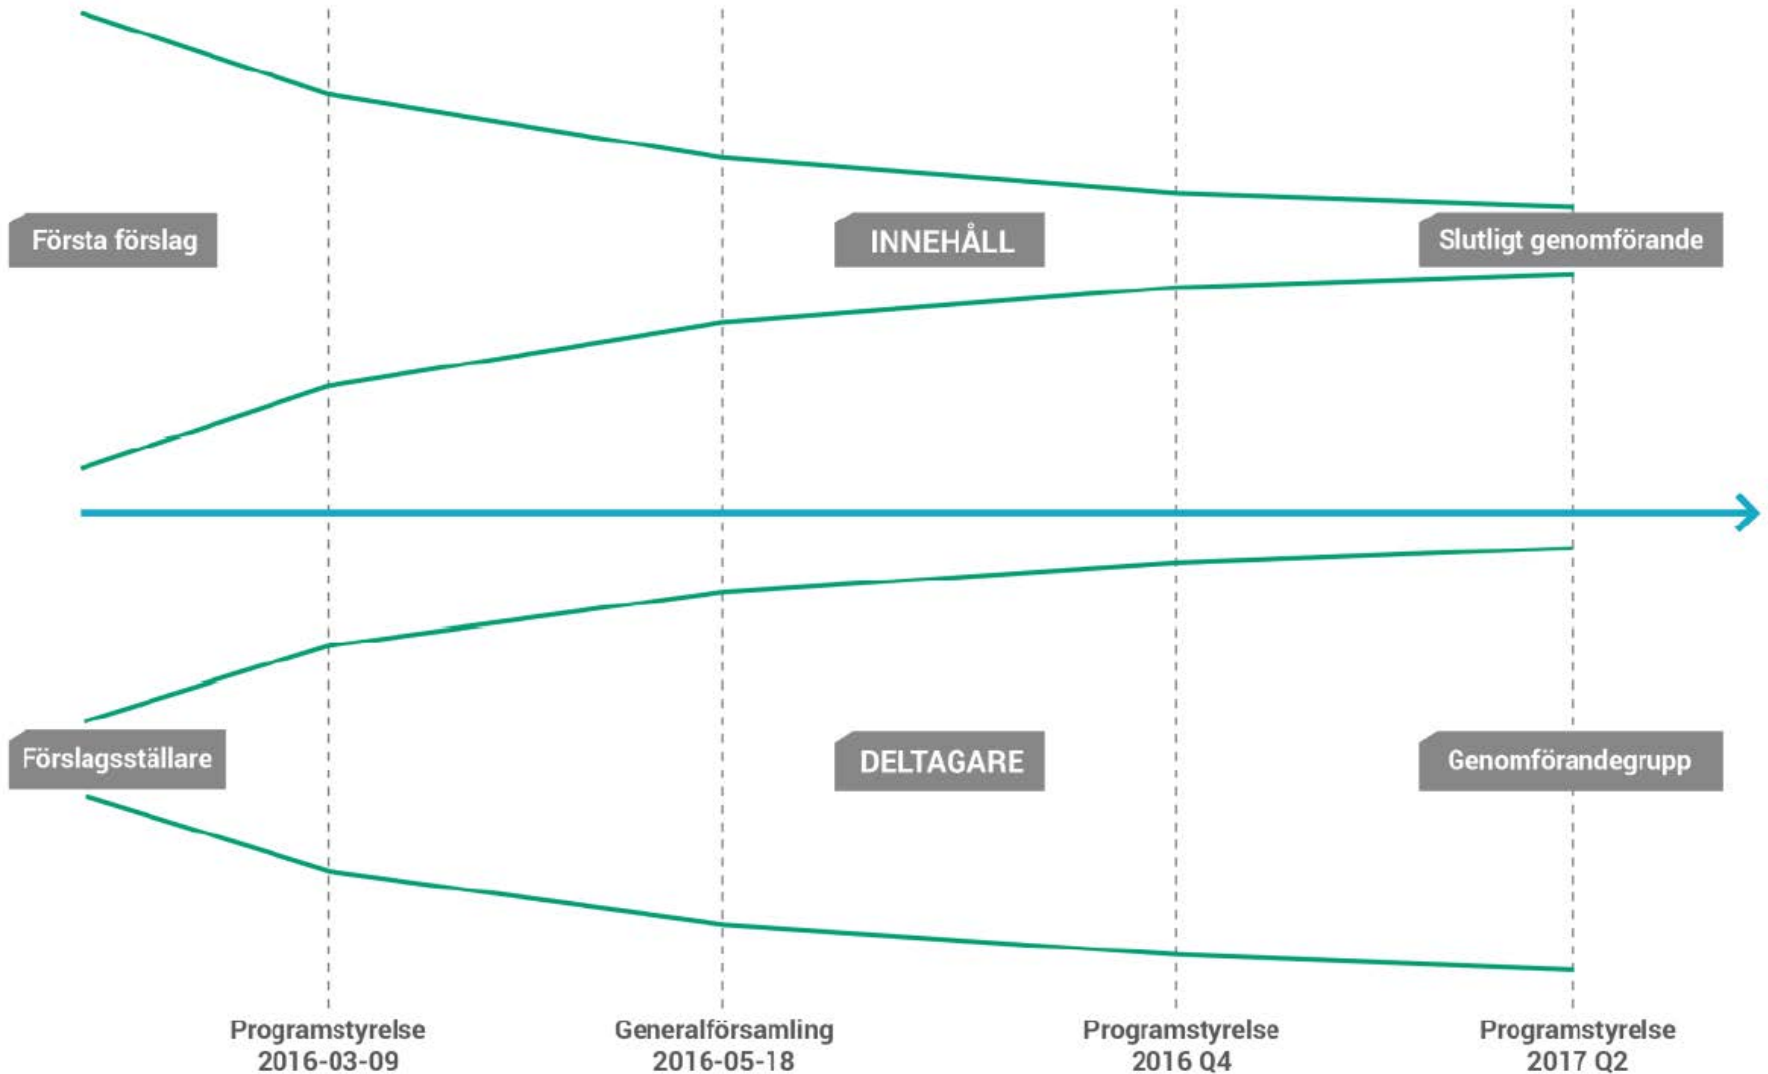 Första förslag
INNEHÅLL
Slutligt genomförande
Förslagsställare
DELTAGARE
Genomförandegrupp
Programstyrelse
2016-03-09
Generalförsamling
2016-05-18
Programstyrelse
2016 Q4
Programstyrelse
2017 Q2